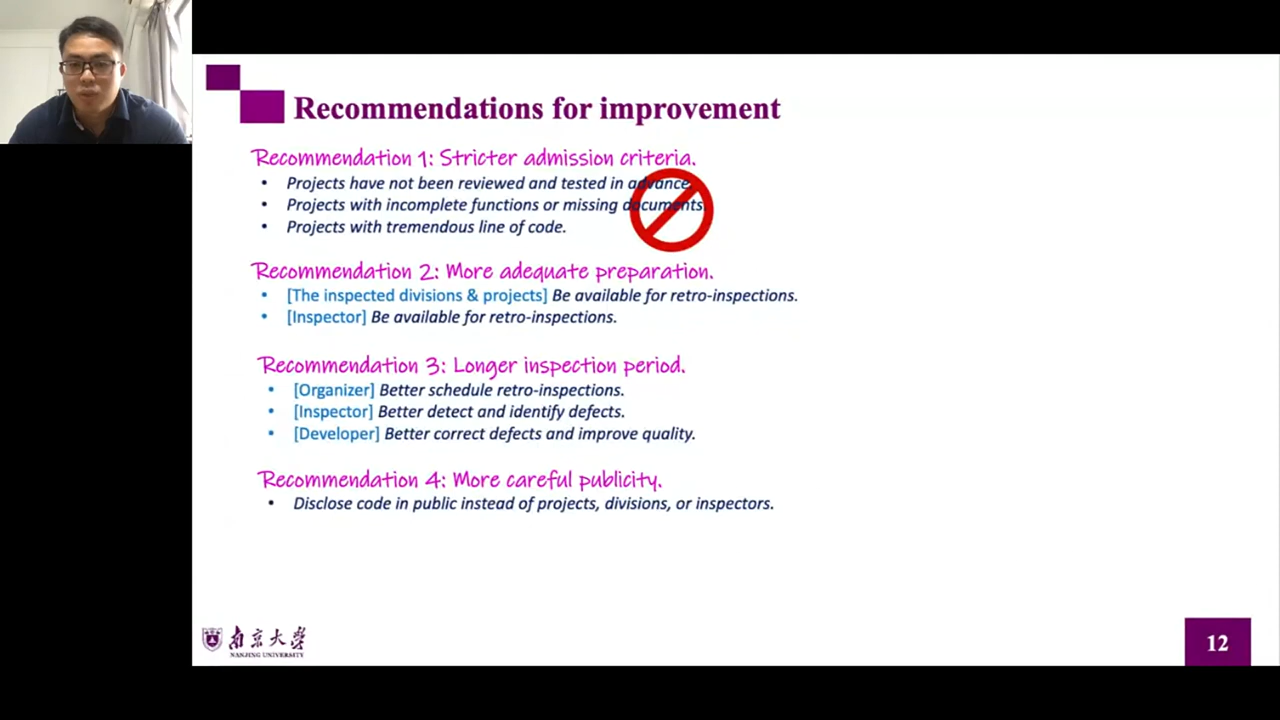 Recommendations for improvement
Recommendation 1: Stricter admission criteria.
• Projects have not been reviewed and tested in advance.
• Projects with incomplete functions or missing documents.
• Projects with tremendous line of code.
Recommendation 2: More adequate preparation.
• [The inspected divisions & projects] Be available for retro-inspections.
• [Inspector] Be available for retro-inspections.
Recommendation 3: Longer inspection period.
• [Organizer] Better schedule retro-inspections.
• [Inspector] Better detect and identify defects.
• [Developer] Better correct defects and improve quality.
Recommendation 4: More careful publicity.
• Disclose code in public instead of projects, divisions, or inspectors.
南京大学
NANJING UNIVERSITY
12